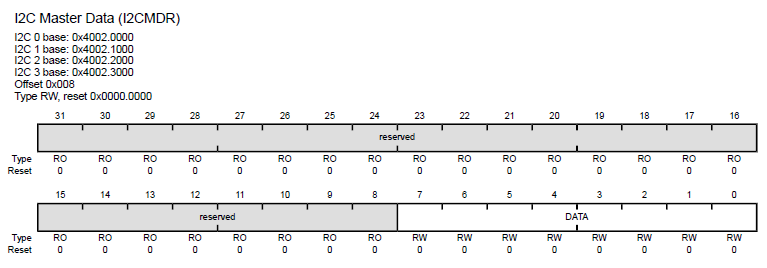 I2C Master Data (I2CMDR)
I2C 0 base: 0x4002.0000
I2C 1 base: 0x4002.1000
I2C 2 base: 0x4002.2000
I2C 3 base: 0x4002.3000
Offset 0x008
Type RW, reset 0x0000.0000
31 30 29 28 27 26 25 24 23 22 21 20 19 18 17 16
reserved
Type RO RO RO RO RO RO RO RO RO RO RO RO RO RO RO RO
Reset 0 0 0 0 0 0 0 0 0 0 0 0 0 0 0 0
15 14 13 12 11 10 9 8 7 6 5 4 3 2 1 0
reserved DATA
Type RO RO RO RO RO RO RO RO RW RW RW RW RW RW RW RW
Reset 0 0 0 0 0 0 0 0 0 0 0 0 0 0 0 0